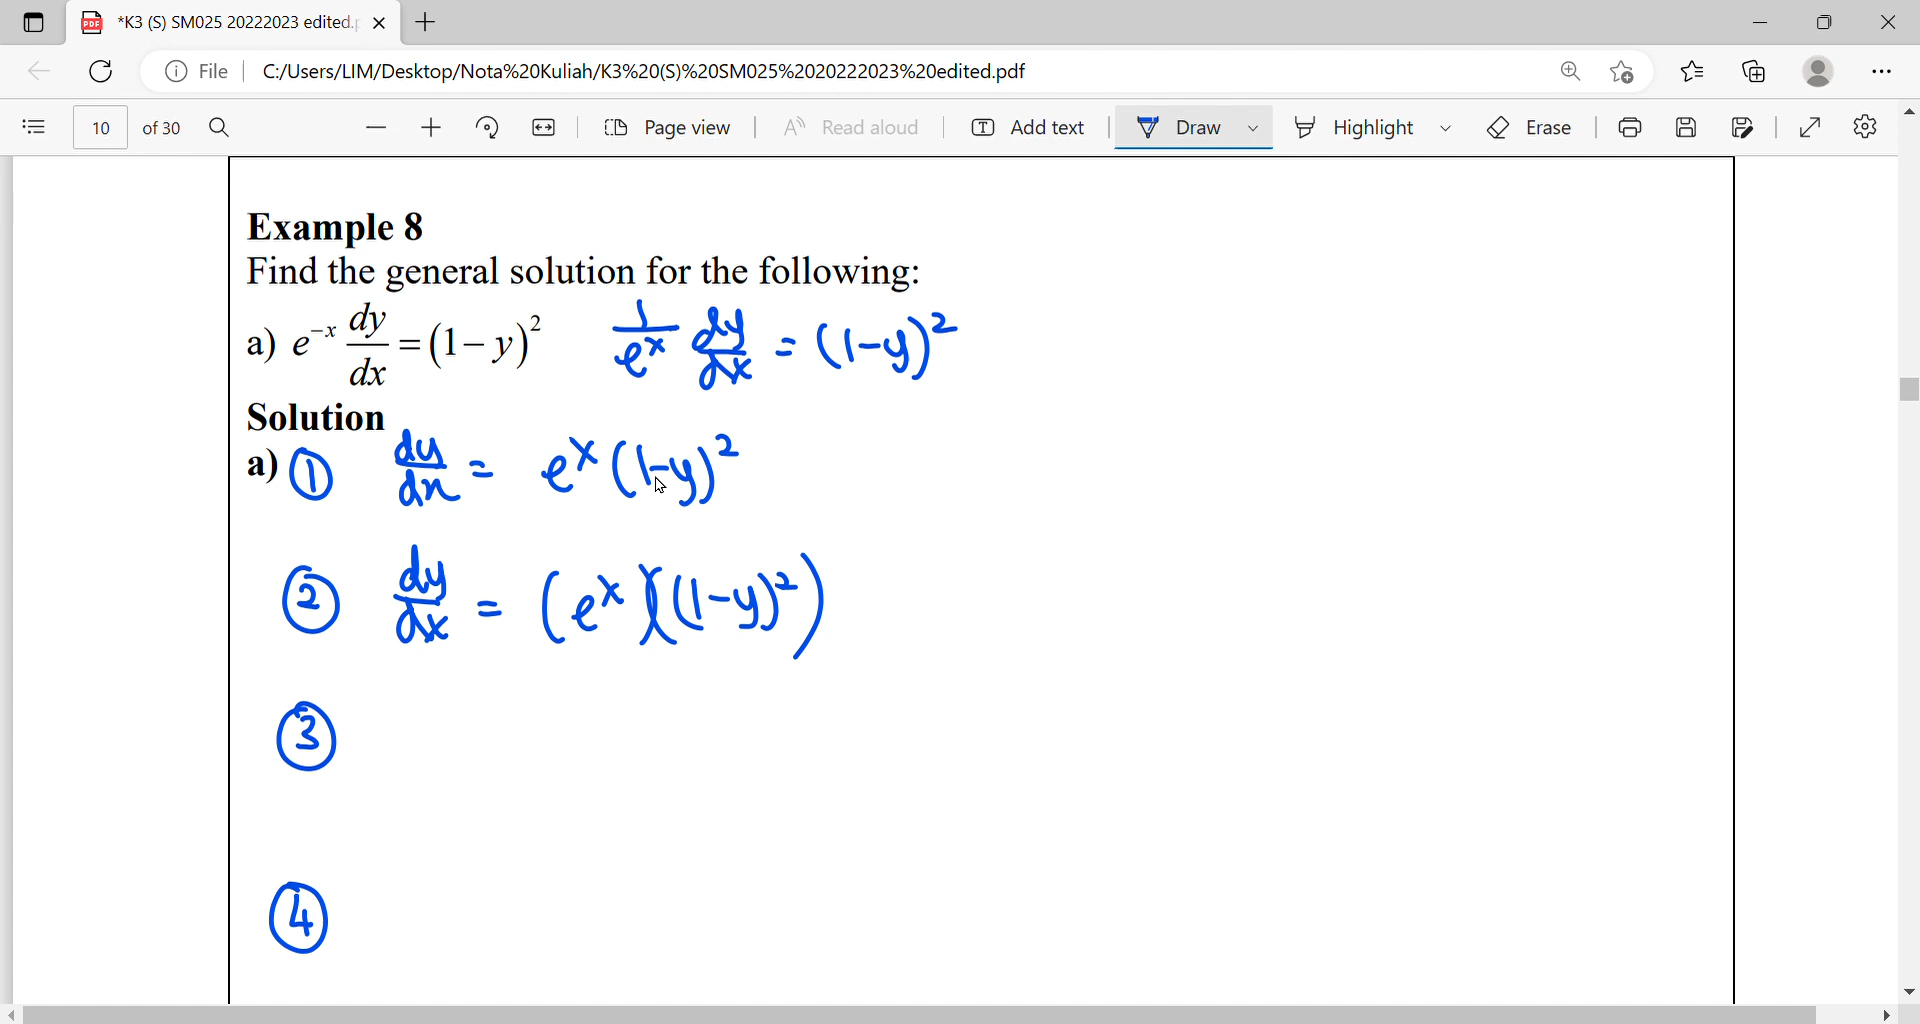 *K3 (S) SM025 20222023 edited.p
File C:/Users/LIM/Desktop/Nota%20Kuliah/K3%20(S)%20SM025%2020222023%20edited.pdf
10 of 30 Page view Read aloud Add text Draw Highlight Erase
Example 8
Find the general solution for the following:
a) e^{-x} dy/dx = (1 − y)^2 1/e^x dy/dx = (1-y)^2
Solution
a) ① dy/dx = e^x (1-y)^2
② dy/dx = (e^x)((1-y)^2)
③
④